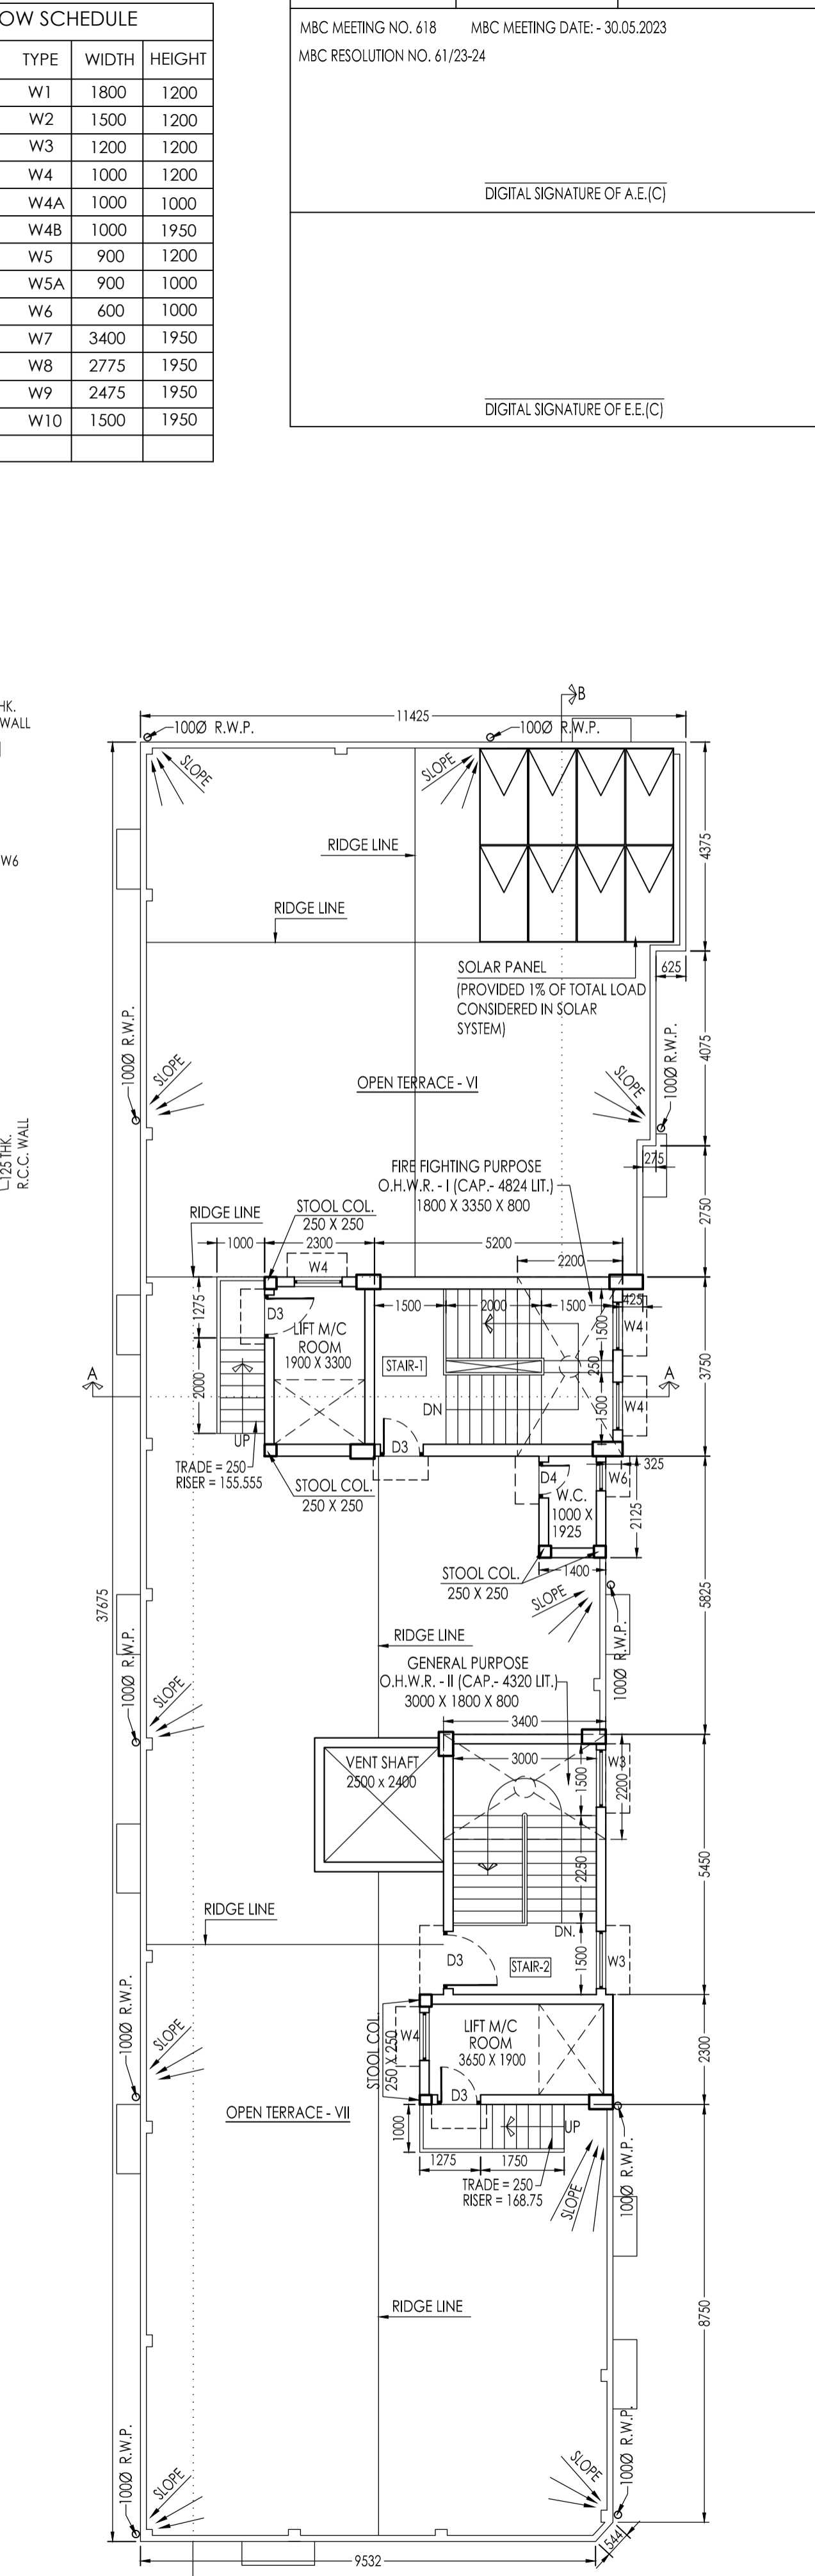 OW SCHEDULE
TYPE WIDTH HEIGHT
W1 1800 1200
W2 1500 1200
W3 1200 1200
W4 1000 1200
W4A 1000 1000
W4B 1000 1950
W5 900 1200
W5A 900 1000
W6 600 1000
W7 3400 1950
W8 2775 1950
W9 2475 1950
W10 1500 1950
MBC MEETING NO. 618 MBC MEETING DATE: - 30.05.2023
MBC RESOLUTION NO. 61/23-24
DIGITAL SIGNATURE OF A.E.(C)
DIGITAL SIGNATURE OF E.E.(C)
HK.
WALL
W6
125 THK.
R.C.C. WALL
B
11425
100Ø R.W.P.
100Ø R.W.P.
SLOPE
SLOPE
RIDGE LINE
4375
RIDGE LINE
SOLAR PANEL
(PROVIDED 1% OF TOTAL LOAD
CONSIDERED IN SOLAR
SYSTEM)
625
4075
100Ø R.W.P.
100Ø R.W.P.
SLOPE
SLOPE
OPEN TERRACE - VI
275
2750
FIRE FIGHTING PURPOSE
O.H.W.R. - I (CAP.- 4824 LIT.)
1800 X 3350 X 800
RIDGE LINE
STOOL COL.
250 X 250
1000
2300
5200
2200
W4
1275
D3
LIFT M/C
ROOM
1900 X 3300
1500
2000
1500
425
1500
W4
STAIR-1
250
3750
A
2000
A
DN
1500
W4
UP
D3
TRADE = 250
RISER = 155.555
STOOL COL.
250 X 250
D4
W6
325
W.C.
1000 X
1925
2125
STOOL COL.
250 X 250
1400
SLOPE
5825
37675
100Ø R.W.P.
100Ø R.W.P.
RIDGE LINE
GENERAL PURPOSE
O.H.W.R. - II (CAP.- 4320 LIT.)
3000 X 1800 X 800
SLOPE
3400
VENT SHAFT
2500 x 2400
3000
1500
W3
2200
2250
5450
RIDGE LINE
DN.
D3
STAIR-2
1500
W3
100Ø R.W.P.
SLOPE
STOOL COL.
250 X 250
W4
LIFT M/C
ROOM
3650 X 1900
2300
D3
OPEN TERRACE - VII
1000
UP
1275
1750
TRADE = 250
RISER = 168.75
SLOPE
100Ø R.W.P.
RIDGE LINE
8750
100Ø R.W.P.
SLOPE
SLOPE
100Ø R.W.P.
544
9532